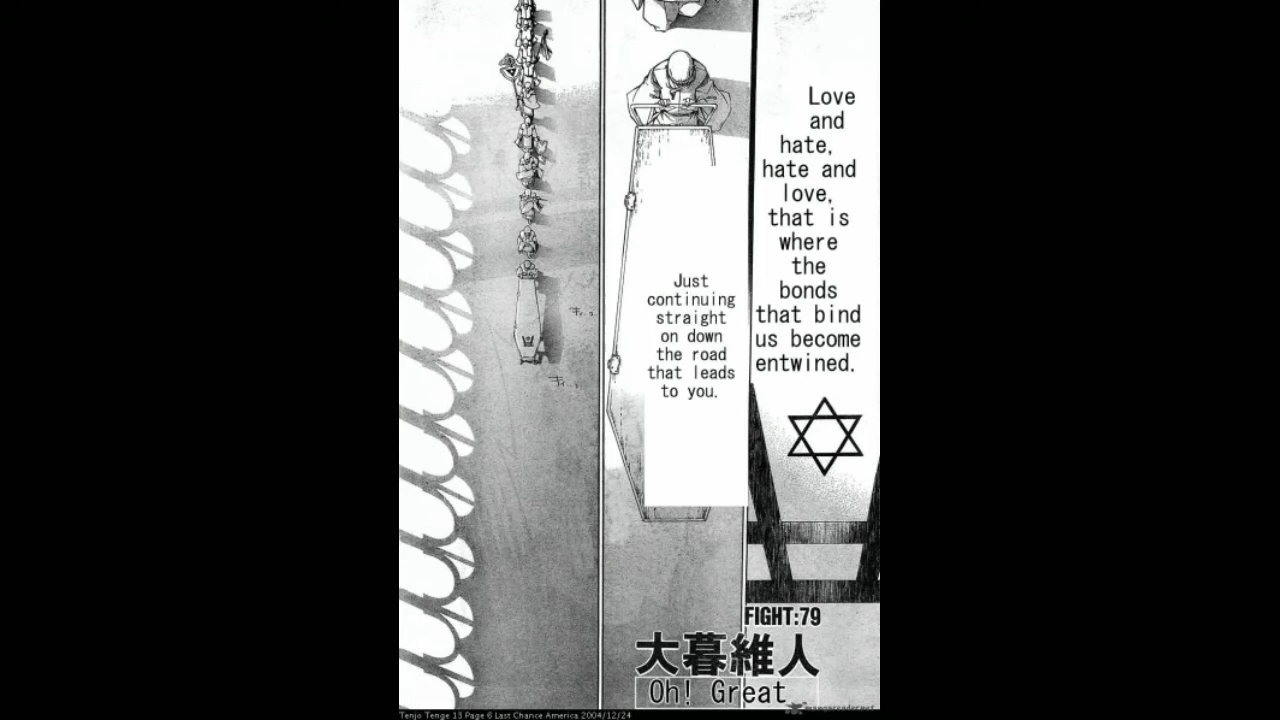 Love
and
hate,
hate and
love,
that is
where
the
bonds
that bind
us become
entwined.
Just
continuing
straight
on down
the road
that leads
to you.
FIGHT:79
大暮維人
Oh! Great
mangareader.net
Tenjo Tenge 13 Page 6 Last Chance America 2004/12/24